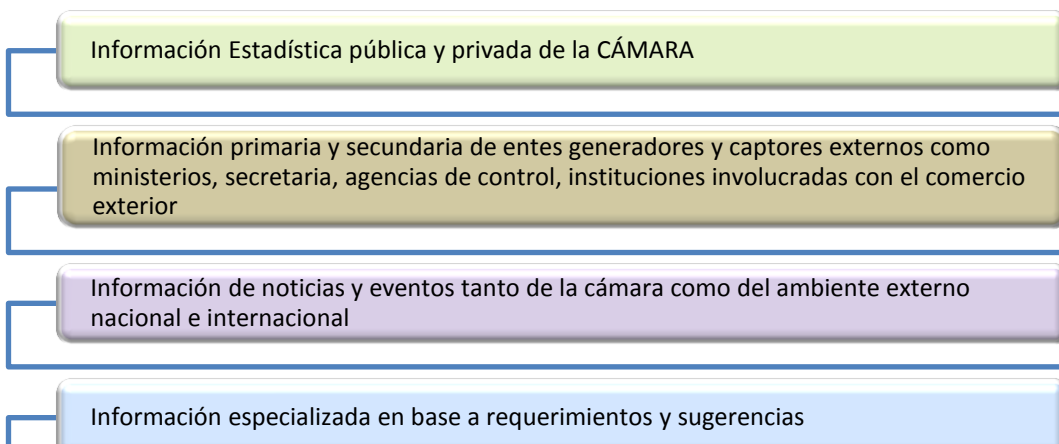 Información Estadística pública y privada de la CÁMARA
Información primaria y secundaria de entes generadores y captores externos como
ministerios, secretaria, agencias de control, instituciones involucradas con el comercio
exterior
Información de noticias y eventos tanto de la cámara como del ambiente externo
nacional e internacional
Información especializada en base a requerimientos y sugerencias